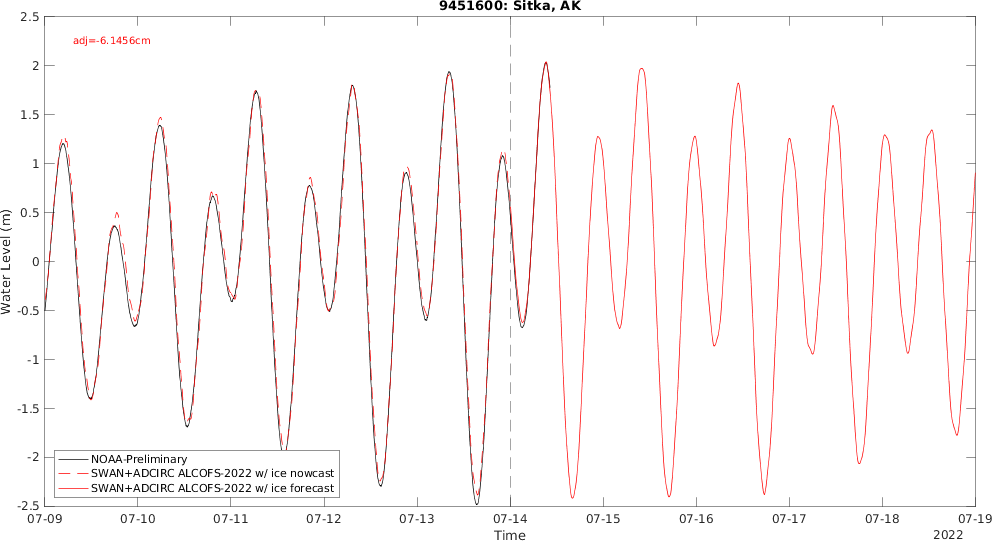 9451600: Sitka, AK
adj=-6.1456cm
2.5
2
1.5
1
0.5
0
-0.5
-1
-1.5
-2
-2.5
Water Level (m)
NOAA-Preliminary
SWAN+ADCIRC ALCOFS-2022 w/ ice nowcast
SWAN+ADCIRC ALCOFS-2022 w/ ice forecast
07-09 07-10 07-11 07-12 07-13 07-14 07-15 07-16 07-17 07-18 07-19
Time
2022